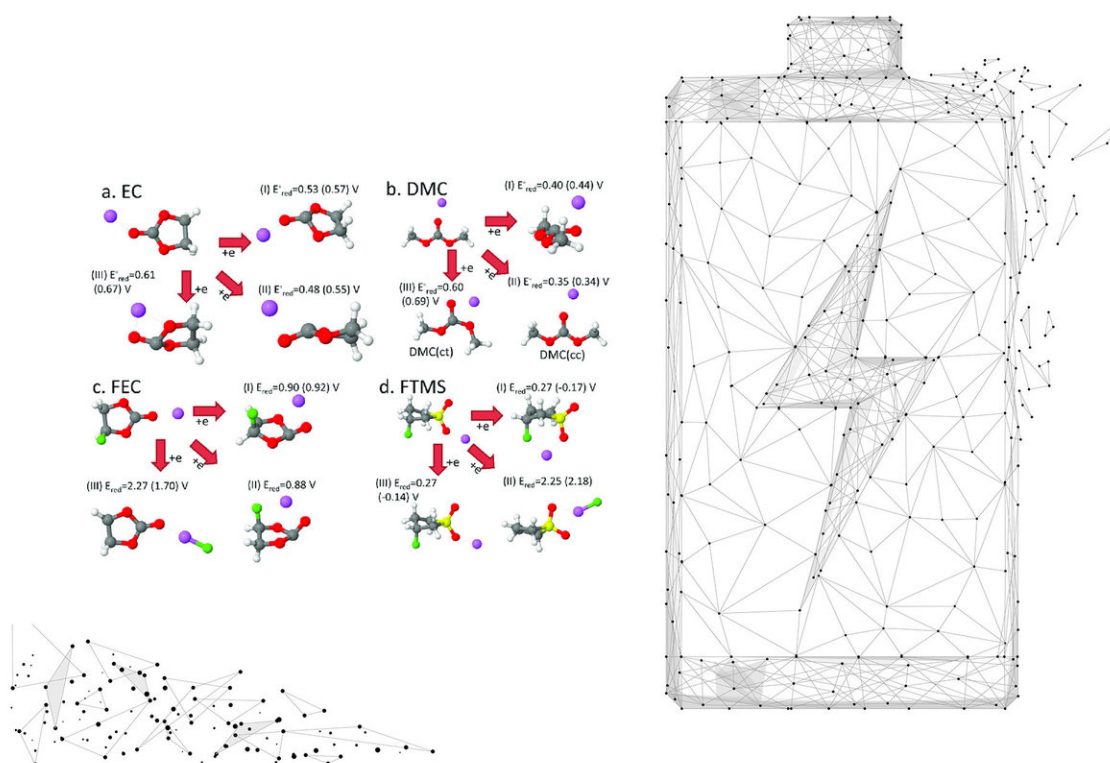 a. EC
(I) E'red=0.53 (0.57) V
+e
(III) E'red=0.61
(0.67) V
+e
+e
(II) E'red=0.48 (0.55) V
b. DMC
(I) E'red=0.40 (0.44) V
+e
+e
+e
(III) E'red=0.60
(0.69) V
(II) E'red=0.35 (0.34) V
DMC(ct)
DMC(cc)
c. FEC
(I) Ered=0.90 (0.92) V
+e
+e
+e
(III) Ered=2.27 (1.70) V
(II) Ered=0.88 V
d. FTMS
(I) Ered=0.27 (-0.17) V
+e
+e
+e
(III) Ered=0.27
(-0.14) V
(II) Ered=2.25 (2.18)